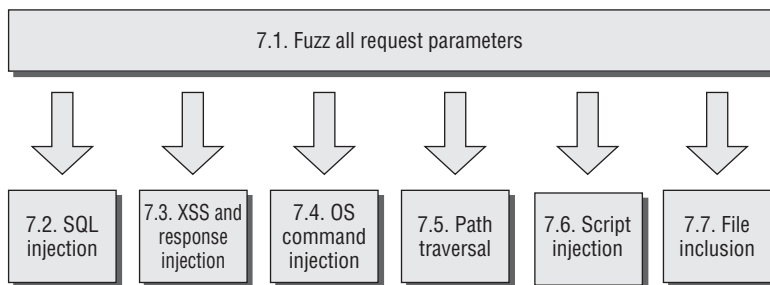 7.1. Fuzz all request parameters
7.2. SQL
injection
7.3. XSS and
response
injection
7.4. OS
command
injection
7.5. Path
traversal
7.6. Script
injection
7.7. File
inclusion